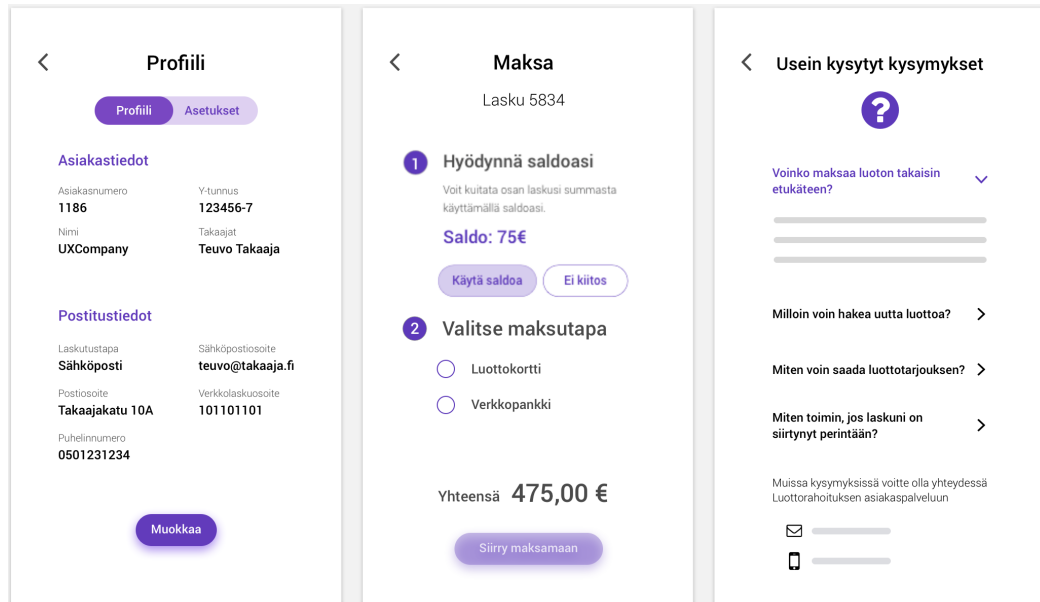 Profiili
Profiili
Asetukset
Asiakastiedot
Asiakasnumero
1186
Y-tunnus
123456-7
Nimi
UXCompany
Takaajat
Teuvo Takaaja
Postitustiedot
Laskutustapa
Sähköposti
Sähköpostiosoite
teuvo@takaaja.fi
Postiosoite
Takaajakatu 10A
Verkkolaskuosoite
101101101
Puhelinnumero
0501231234
Muokkaa
Maksa
Lasku 5834
1 Hyödynnä saldoasi
Voit kuitata osan laskusi summasta
käyttämällä saldoasi.
Saldo: 75€
Käytä saldoa
Ei kiitos
2 Valitse maksutapa
Luottokortti
Verkkopankki
Yhteensä 475,00 €
Siirry maksamaan
Usein kysytyt kysymykset
?
Voinko maksaa luoton takaisin
etukäteen?
Milloin voin hakea uutta luottoa?
Miten voin saada luottotarjouksen?
Miten toimin, jos laskuni on
siirtynyt perintään?
Muissa kysymyksissä voitte olla yhteydessä
Luottorahoituksen asiakaspalveluun